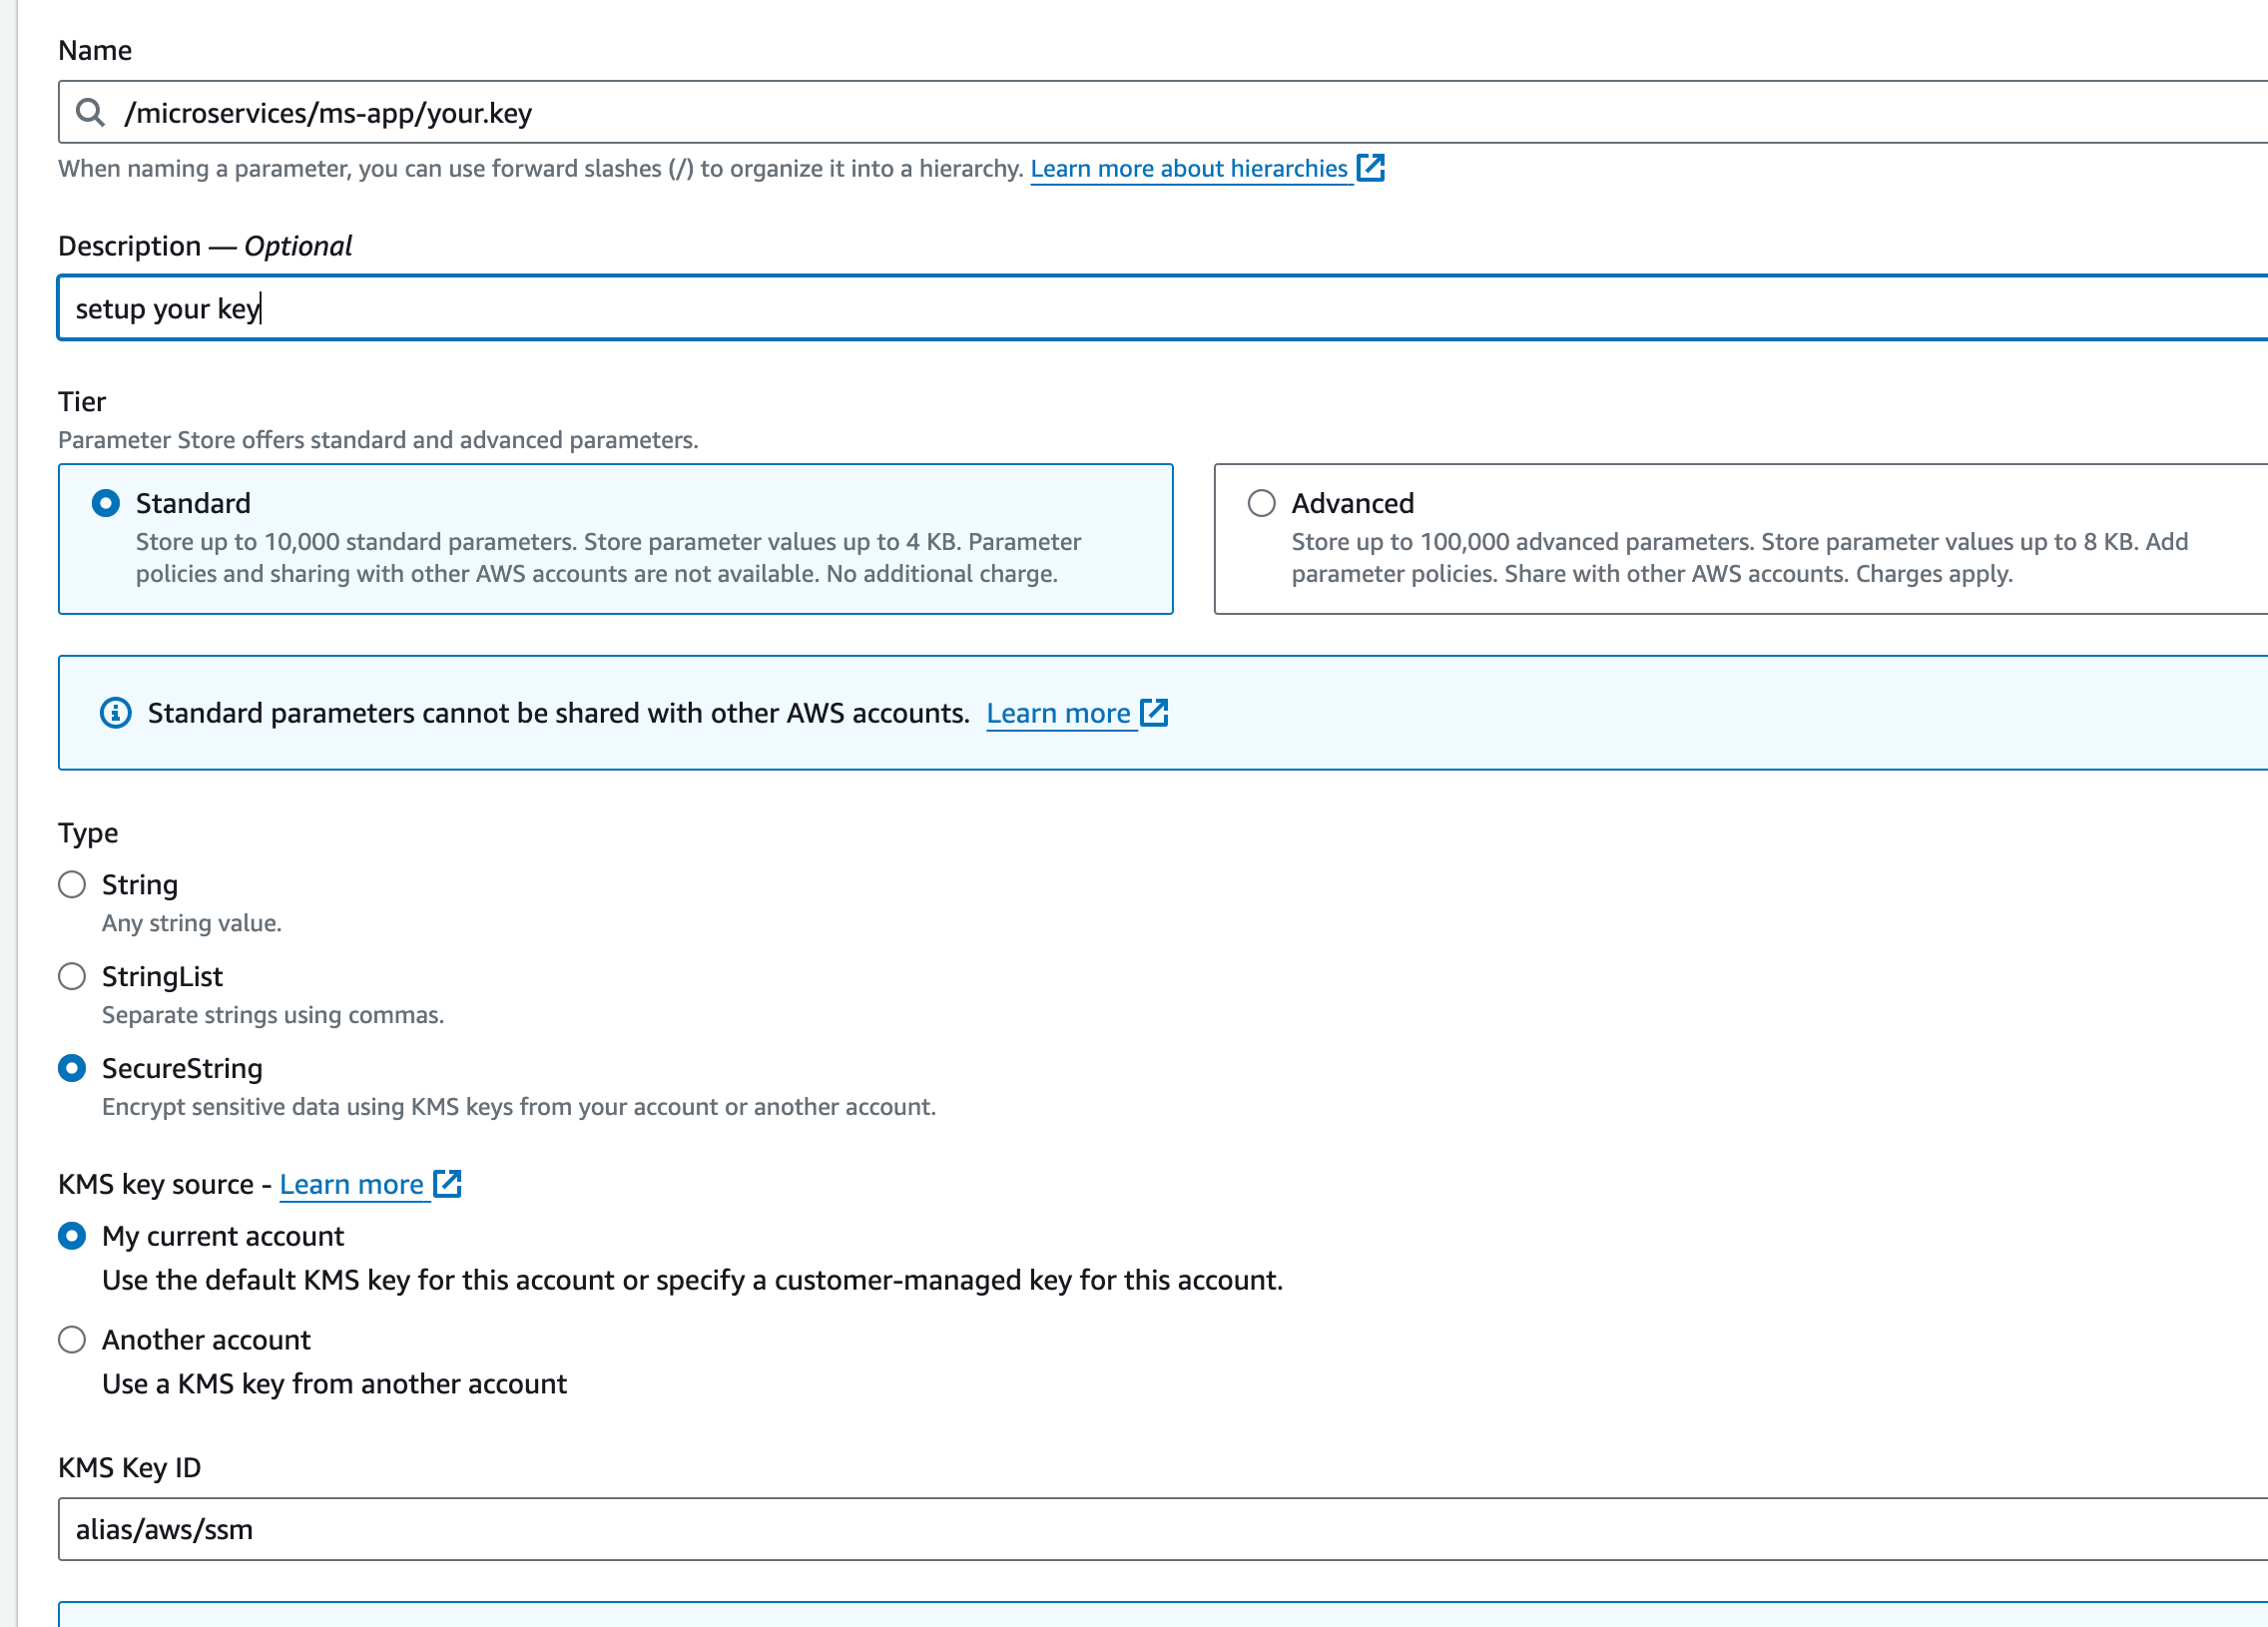 Name
/microservices/ms-app/your.key
When naming a parameter, you can use forward slashes (/) to organize it into a hierarchy. Learn more about hierarchies
Description — Optional
setup your key
Tier
Parameter Store offers standard and advanced parameters.
Standard
Store up to 10,000 standard parameters. Store parameter values up to 4 KB. Parameter
policies and sharing with other AWS accounts are not available. No additional charge.
Advanced
Store up to 100,000 advanced parameters. Store parameter values up to 8 KB. Add
parameter policies. Share with other AWS accounts. Charges apply.
Standard parameters cannot be shared with other AWS accounts. Learn more
Type
String
Any string value.
StringList
Separate strings using commas.
SecureString
Encrypt sensitive data using KMS keys from your account or another account.
KMS key source - Learn more
My current account
Use the default KMS key for this account or specify a customer-managed key for this account.
Another account
Use a KMS key from another account
KMS Key ID
alias/aws/ssm